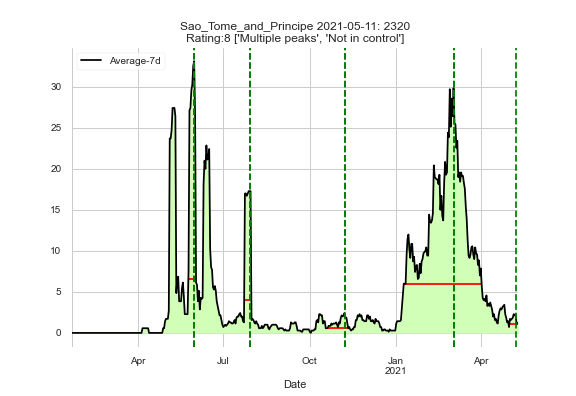 Sao_Tome_and_Principe 2021-05-11: 2320
Rating:8 ['Multiple peaks', 'Not in control']
Average-7d
30
25
20
15
10
5
0
Apr
Jul
Oct
Jan
2021
Apr
Date